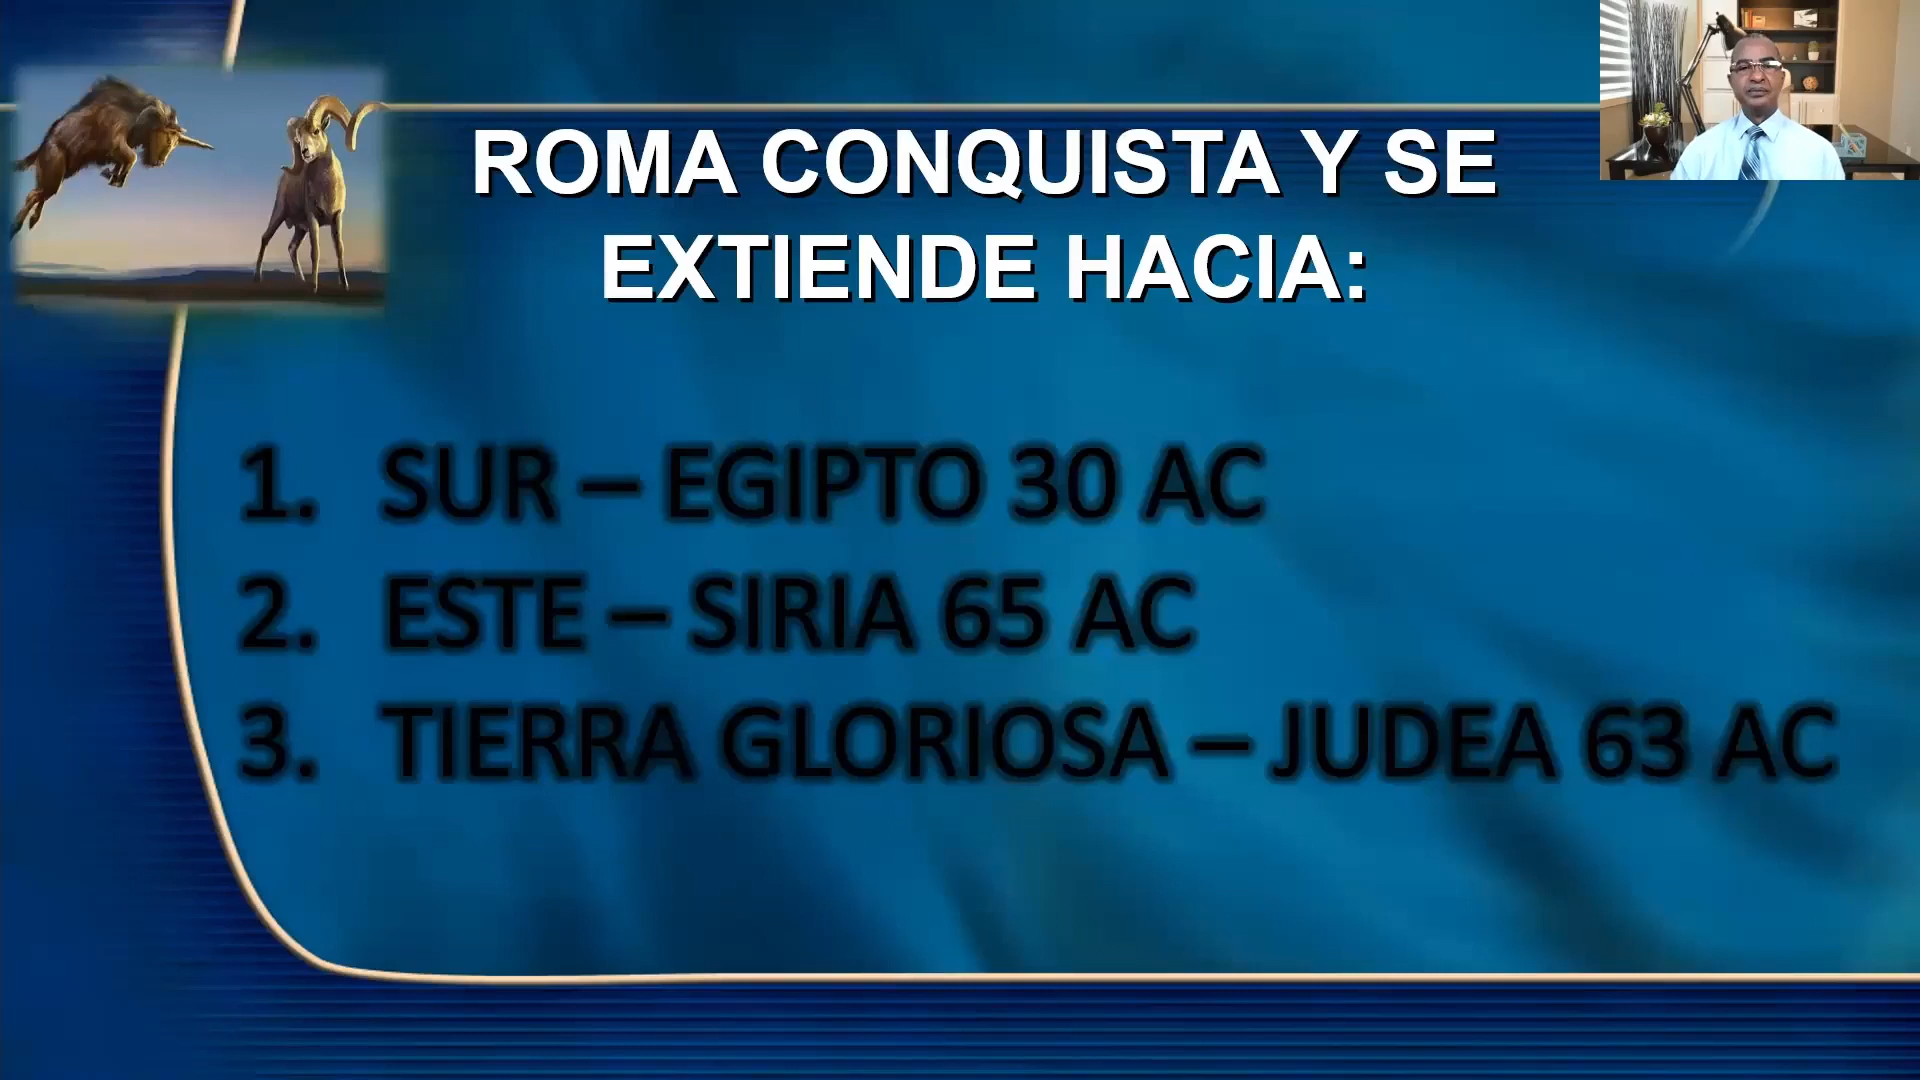 ROMA CONQUISTA Y SE
EXTIENDE HACIA:
1. SUR – EGIPTO 30 AC
2. ESTE – SIRIA 65 AC
3. TIERRA GLORIOSA – JUDEA 63 AC